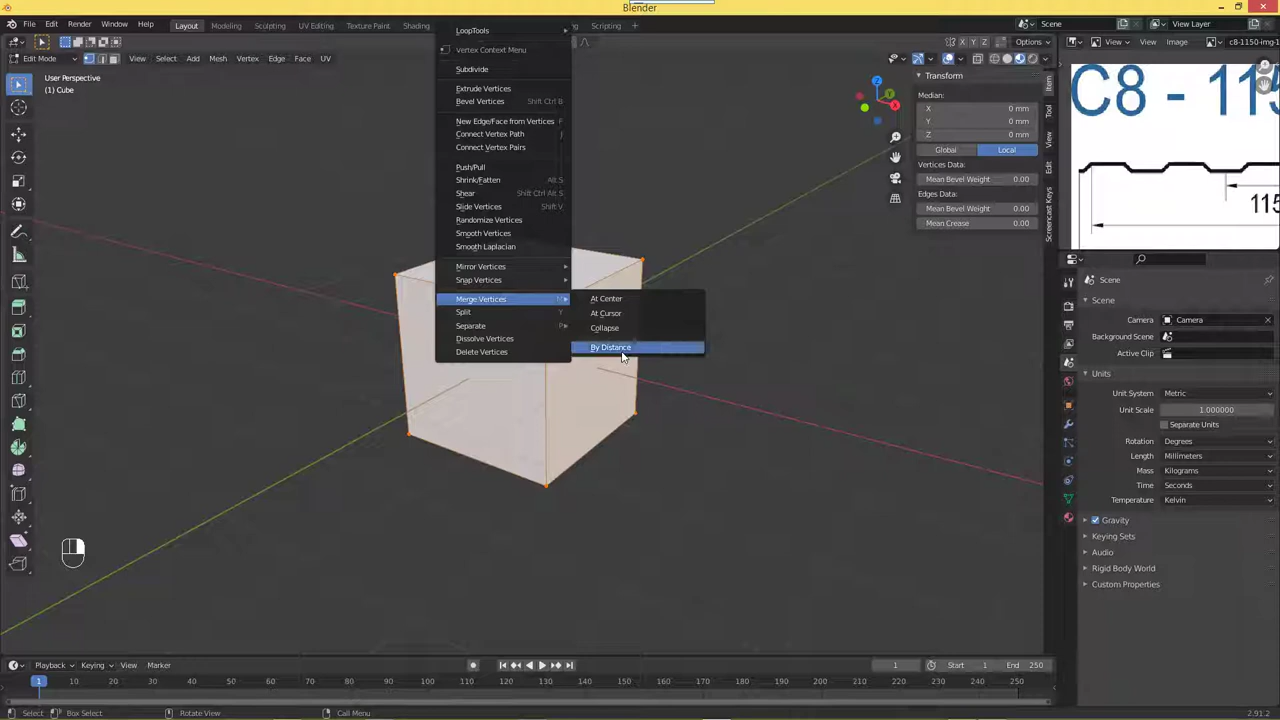 Blender
File Edit Render Window Help
Layout Modeling Sculpting UV Editing Texture Paint Shading Scripting +
Scene
View Layer
Edit Mode View Select Add Mesh Vertex Edge Face UV
X Y Z Options
View Image c8-1150-img-1
User Perspective
(1) Cube
LoopTools
Vertex Context Menu
Subdivide
Extrude Vertices
Bevel Vertices Shift Ctrl B
New Edge/Face from Vertices F
Connect Vertex Path J
Connect Vertex Pairs
Push/Pull
Shrink/Fatten Alt S
Shear Shift Ctrl Alt S
Slide Vertices Shift V
Randomize Vertices
Smooth Vertices
Smooth Laplacian
Mirror Vertices
Snap Vertices
Merge Vertices M
Split Y
Separate P
Dissolve Vertices
Delete Vertices
At Center
At Cursor
Collapse
By Distance
Z
Y
X
Transform
Median:
X 0 mm
Y 0 mm
Z 0 mm
Global Local
Vertices Data:
Mean Bevel Weight 0.00
Edges Data:
Mean Bevel Weight 0.00
Mean Crease 0.00
Item
Tool
View
Edit
Screencast Keys
C8 - 115
115
Scene
Scene
Camera Camera
Background Scene
Active Clip
Units
Unit System Metric
Unit Scale 1.000000
Separate Units
Rotation Degrees
Length Millimeters
Mass Kilograms
Time Seconds
Temperature Kelvin
Gravity
Keying Sets
Audio
Rigid Body World
Custom Properties
Playback Keying View Marker
1 Start 1 End 250
1 10 20 30 40 50 60 70 80 90 100 110 120 130 140 150 160 170 180 190 200 210 220 230 240 250
Select Box Select Rotate View Call Menu 2.91.2